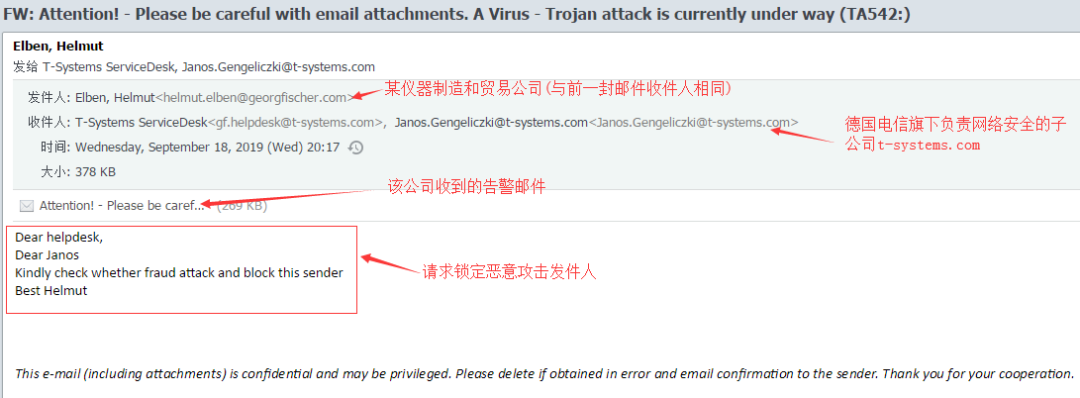 FW: Attention! - Please be careful with email attachments. A Virus - Trojan attack is currently under way (TA542:)
Elben, Helmut
发给 T-Systems ServiceDesk, Janos.Gengeliczki@t-systems.com
发件人: Elben, Helmut<helmut.elben@georgfischer.com>
某仪器制造和贸易公司(与前一封邮件收件人相同)
收件人: T-Systems ServiceDesk<gf.helpdesk@t-systems.com>, Janos.Gengeliczki@t-systems.com<Janos.Gengeliczki@t-systems.com>
德国电信旗下负责网络安全的子
公司t-systems.com
时间: Wednesday, September 18, 2019 (Wed) 20:17
大小: 378 KB
该公司收到的告警邮件
Attention! - Please be caref... (269 KB)
Dear helpdesk,
Dear Janos
Kindly check whether fraud attack and block this sender
Best Helmut
请求锁定恶意攻击发件人
This e-mail (including attachments) is confidential and may be privileged. Please delete if obtained in error and email confirmation to the sender. Thank you for your cooperation.